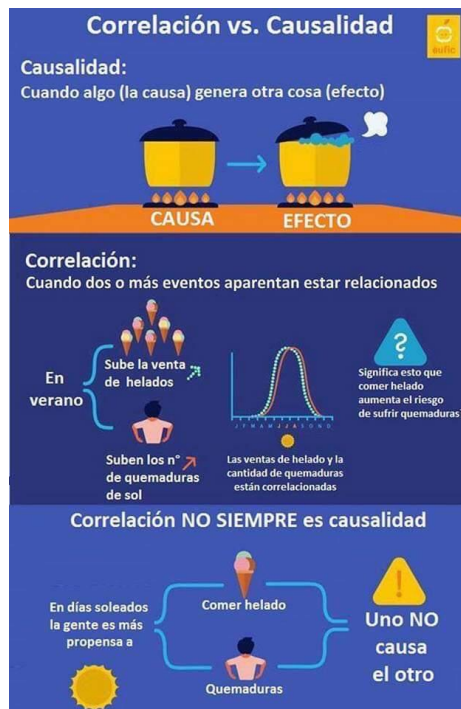 Correlación vs. Causalidad
eufic
Causalidad:
Cuando algo (la causa) genera otra cosa (efecto)
CAUSA
EFECTO
Correlación:
Cuando dos o más eventos aparentan estar relacionados
En
verano
Sube la venta
de helados
Suben los n°
de quemaduras
de sol
J F M A M J J A S O N D
Las ventas de helado y la
cantidad de quemaduras
están correlacionadas
?
Significa esto que
comer helado
aumenta el riesgo
de sufrir quemaduras
Correlación NO SIEMPRE es causalidad
En días soleados
la gente es más
propensa a
Comer helado
Quemaduras
!
Uno NO
causa
el otro